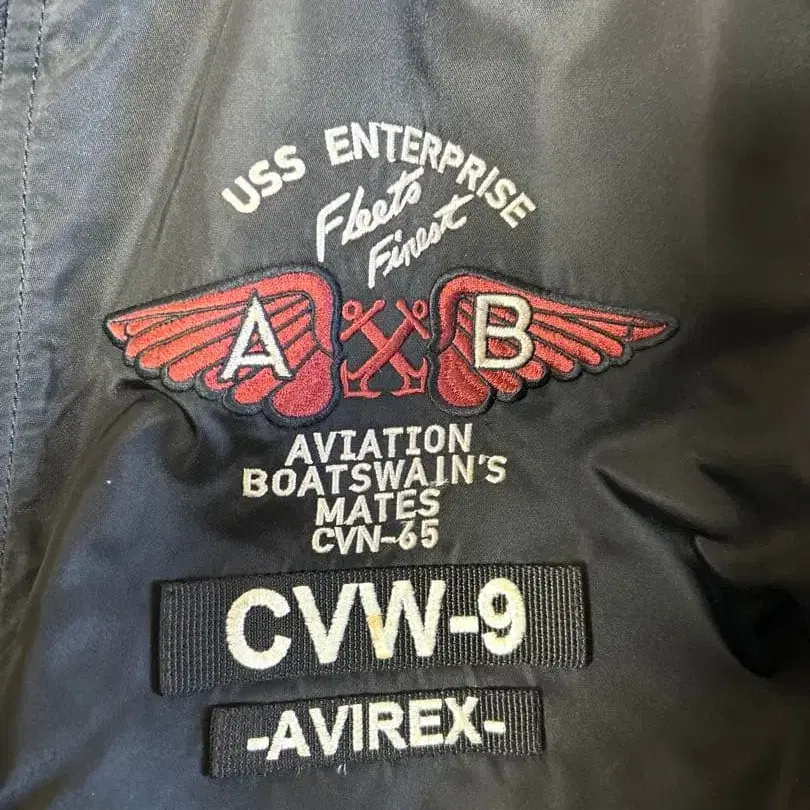 USS ENTERPRISE
Fleets
Finest
A B
AVIATION
BOATSWAIN'S
MATES
CVN-65
CVW-9
-AVIREX-